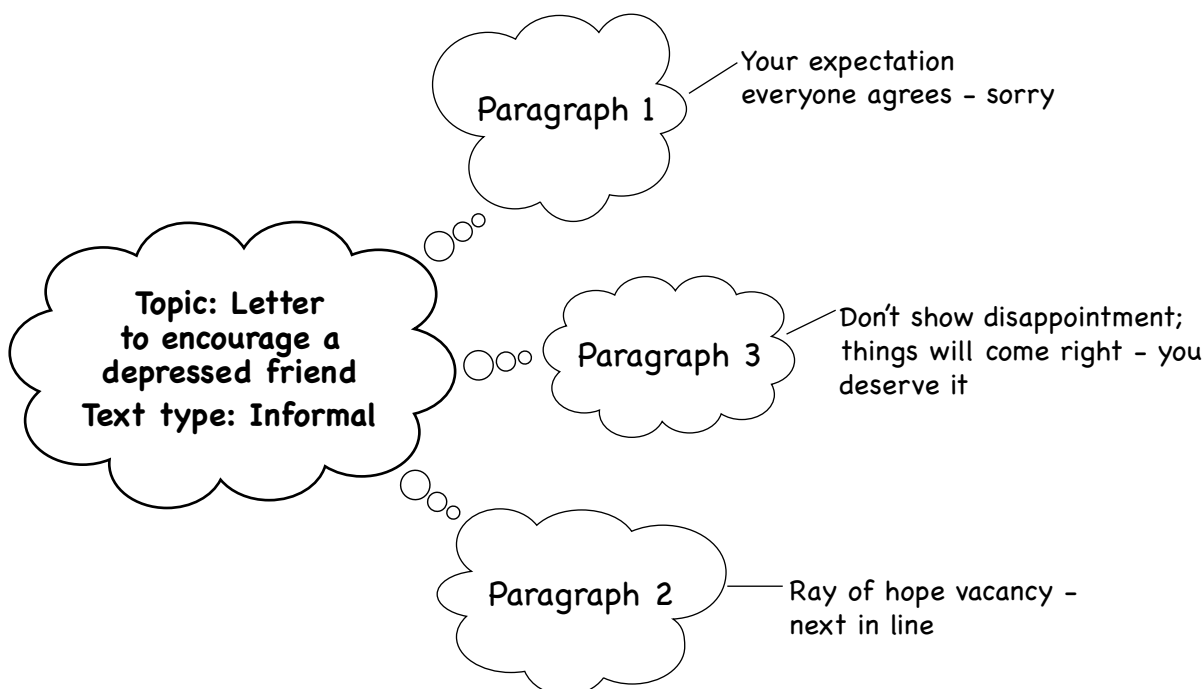 Paragraph 1
Your expectation
everyone agrees – sorry
Topic: Letter
to encourage a
depressed friend
Text type: Informal
Paragraph 3
Don't show disappointment;
things will come right – you
deserve it
Paragraph 2
Ray of hope vacancy –
next in line